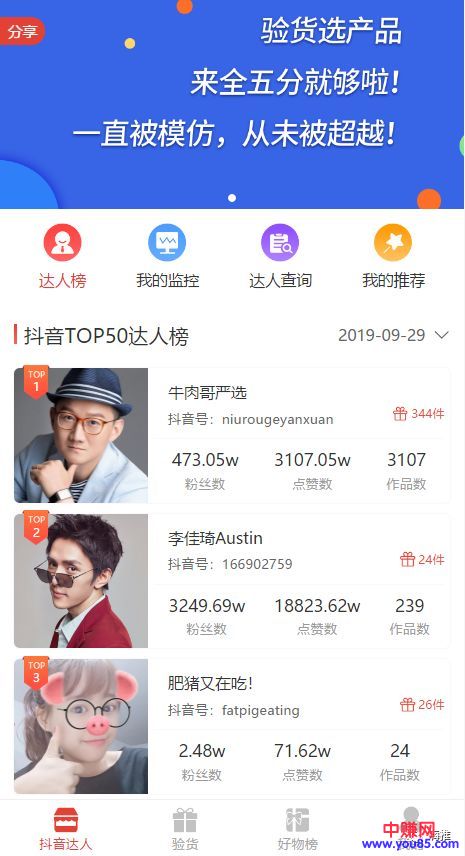 分享
验货选产品
来全五分就够啦！
一直被模仿，从未被超越！
达人榜
我的监控
达人查询
我的推荐
抖音TOP50达人榜
2019-09-29
TOP
1
牛肉哥严选
抖音号：niurougeyanxuan
344件
473.05w
3107.05w
3107
粉丝数
点赞数
作品数
TOP
2
李佳琦Austin
抖音号：166902759
24件
3249.69w
18823.62w
239
粉丝数
点赞数
作品数
TOP
3
肥猪又在吃！
抖音号：fatpigeating
26件
2.48w
71.62w
24
粉丝数
点赞数
作品数
抖音达人
验货
好物榜
中赚网
www.you85.com